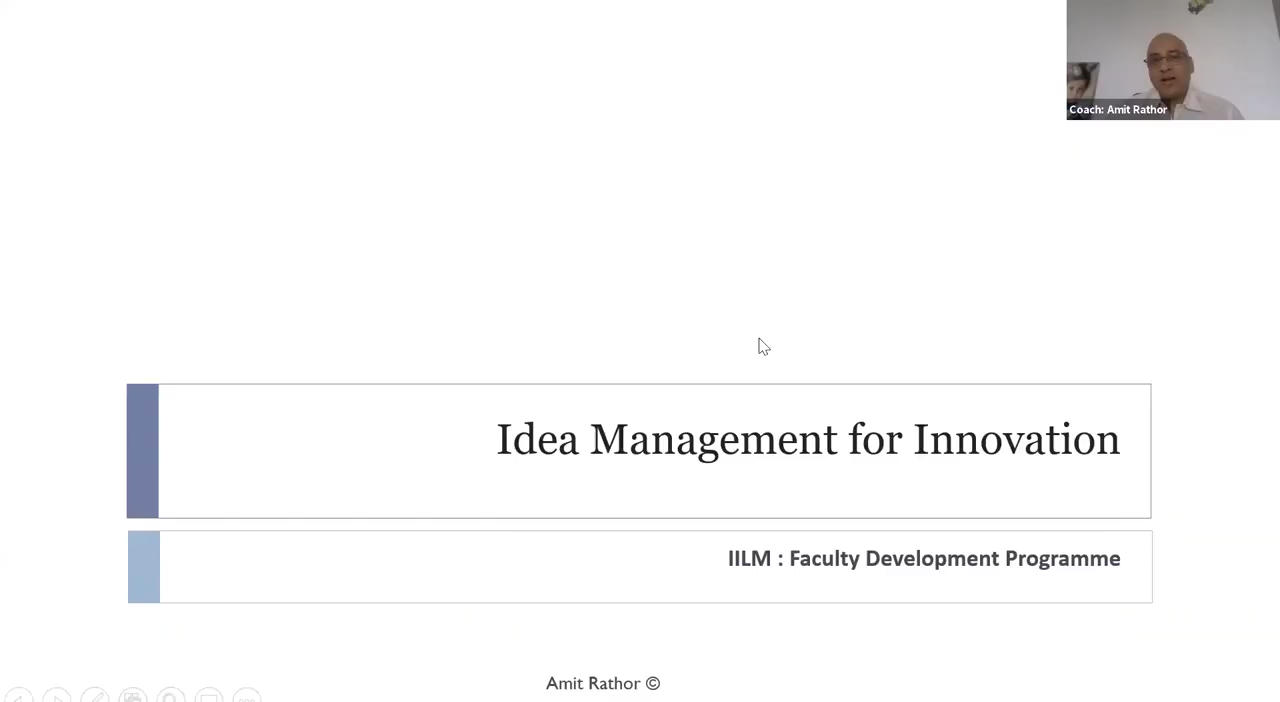 Coach: Amit Rathor
Idea Management for Innovation
IILM : Faculty Development Programme
Amit Rathor ©